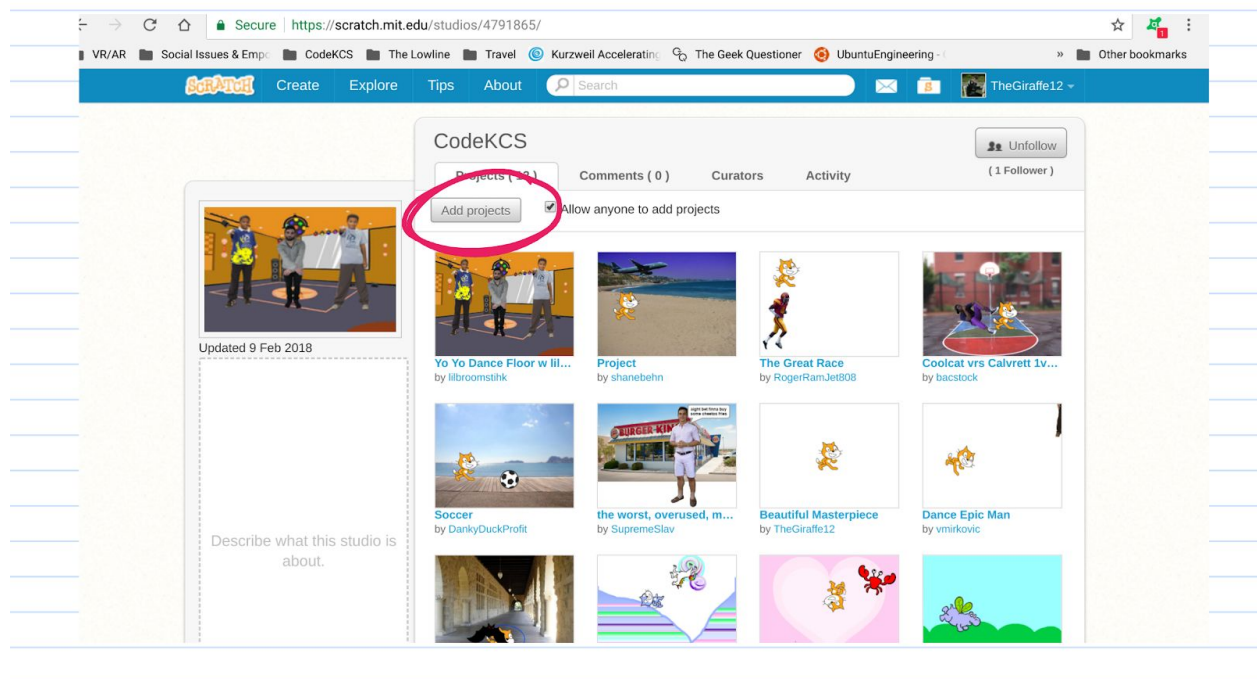 Secure https://scratch.mit.edu/studios/4791865/
VR/AR Social Issues & Emp CodeKCS The Lowline Travel Kurzweil Accelerating The Geek Questioner UbuntuEngineering - » Other bookmarks
SCRATCH Create Explore Tips About Search TheGiraffe12
CodeKCS
Unfollow
Projects ( Comments ( 0 ) Curators Activity
( 1 Follower )
Add projects Allow anyone to add projects
Updated 9 Feb 2018
Describe what this studio is
about.
Yo Yo Dance Floor w lil... Project The Great Race Coolcat vrs Calvrett 1v...
by lilbroomstihk by shanebehn by RogerRamJet808 by bacstock
BURGER KIN
Soccer the worst, overused, m... Beautiful Masterpiece Dance Epic Man
by DankyDuckProfit by SupremeSlav by TheGiraffe12 by vmirkovic